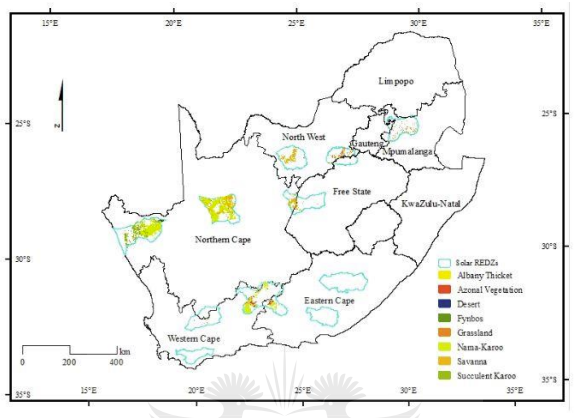 15°E 20°E 25°E 30°E 35°E
Limpopo
25°S 25°S
z
North West
Gauteng
Mpumalanga
Free State
KwaZulu-Natal
Northern Cape
30°S 30°S
Solar REDZs
Albany Thicket
Azonal Vegetation
Eastern Cape
Desert
Fynbos
Western Cape
Grassland
Nama-Karoo
0 200 400 km
Savanna
Succulent Karoo
35°S 35°S
15°E 20°E 25°E 30°E